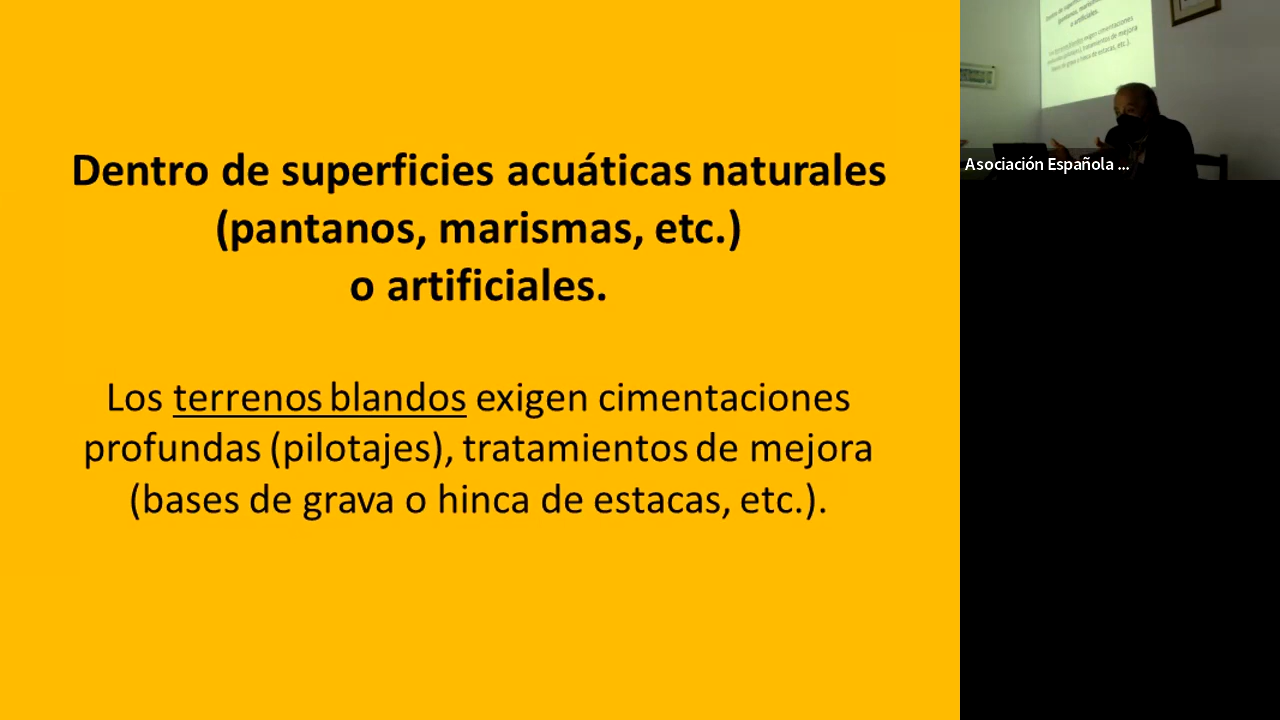 Dentro de superficies acuáticas naturales
(pantanos, marismas, etc.)
o artificiales.
Los terrenos blandos exigen cimentaciones
profundas (pilotajes), tratamientos de mejora
(bases de grava o hinca de estacas, etc.).
Asociación Española ...